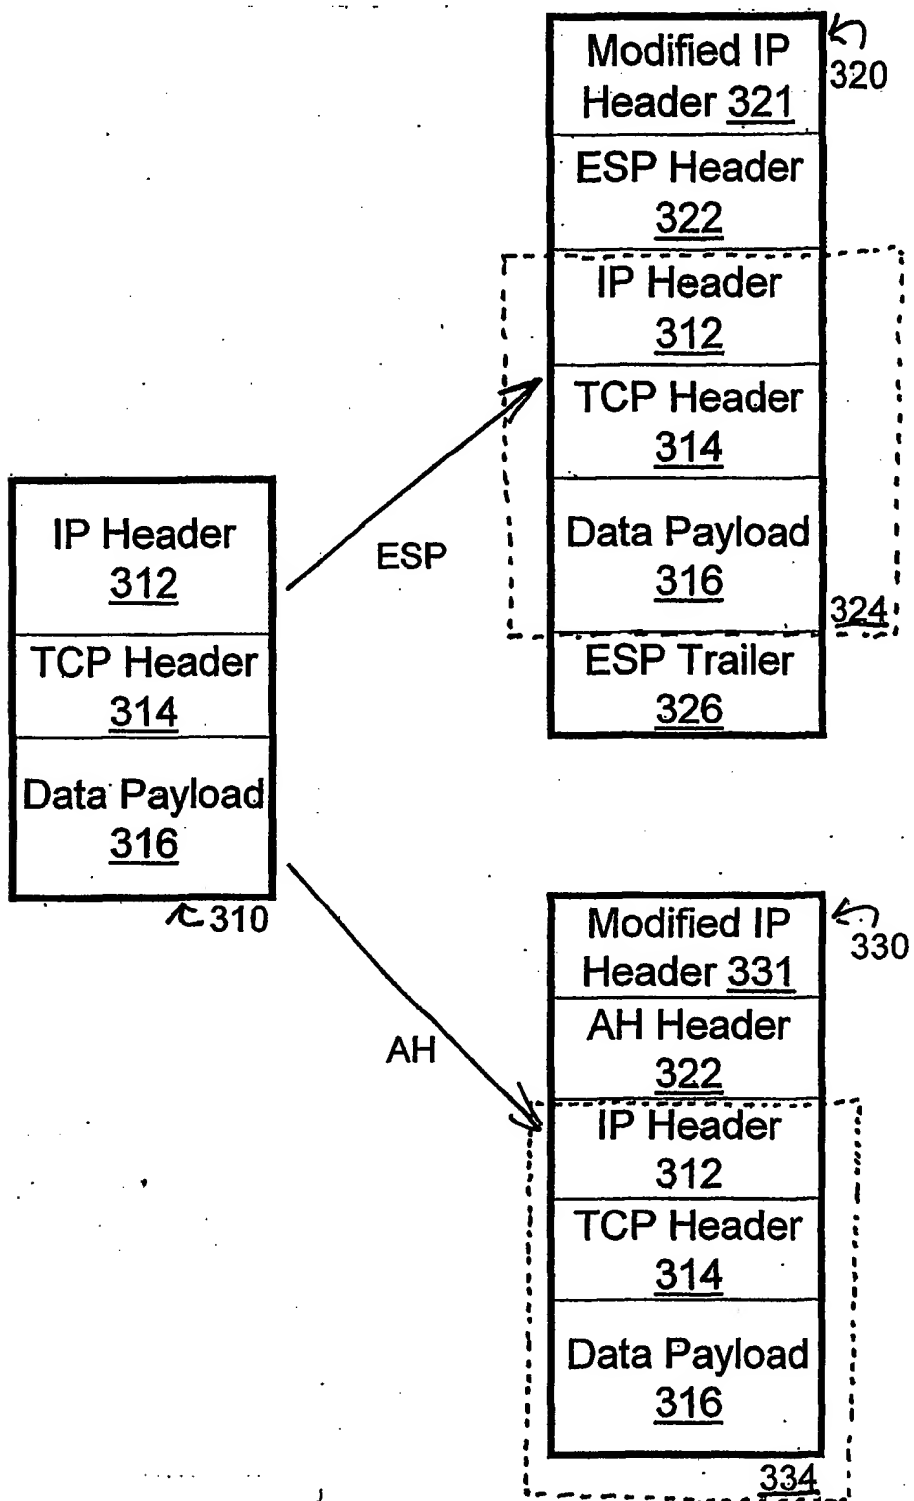 IP Header
312
TCP Header
314
Data Payload
316
310
ESP
AH
Modified IP
Header 321
320
ESP Header
322
IP Header
312
TCP Header
314
Data Payload
316
324
ESP Trailer
326
Modified IP
Header 331
330
AH Header
322
IP Header
312
TCP Header
314
Data Payload
316
334